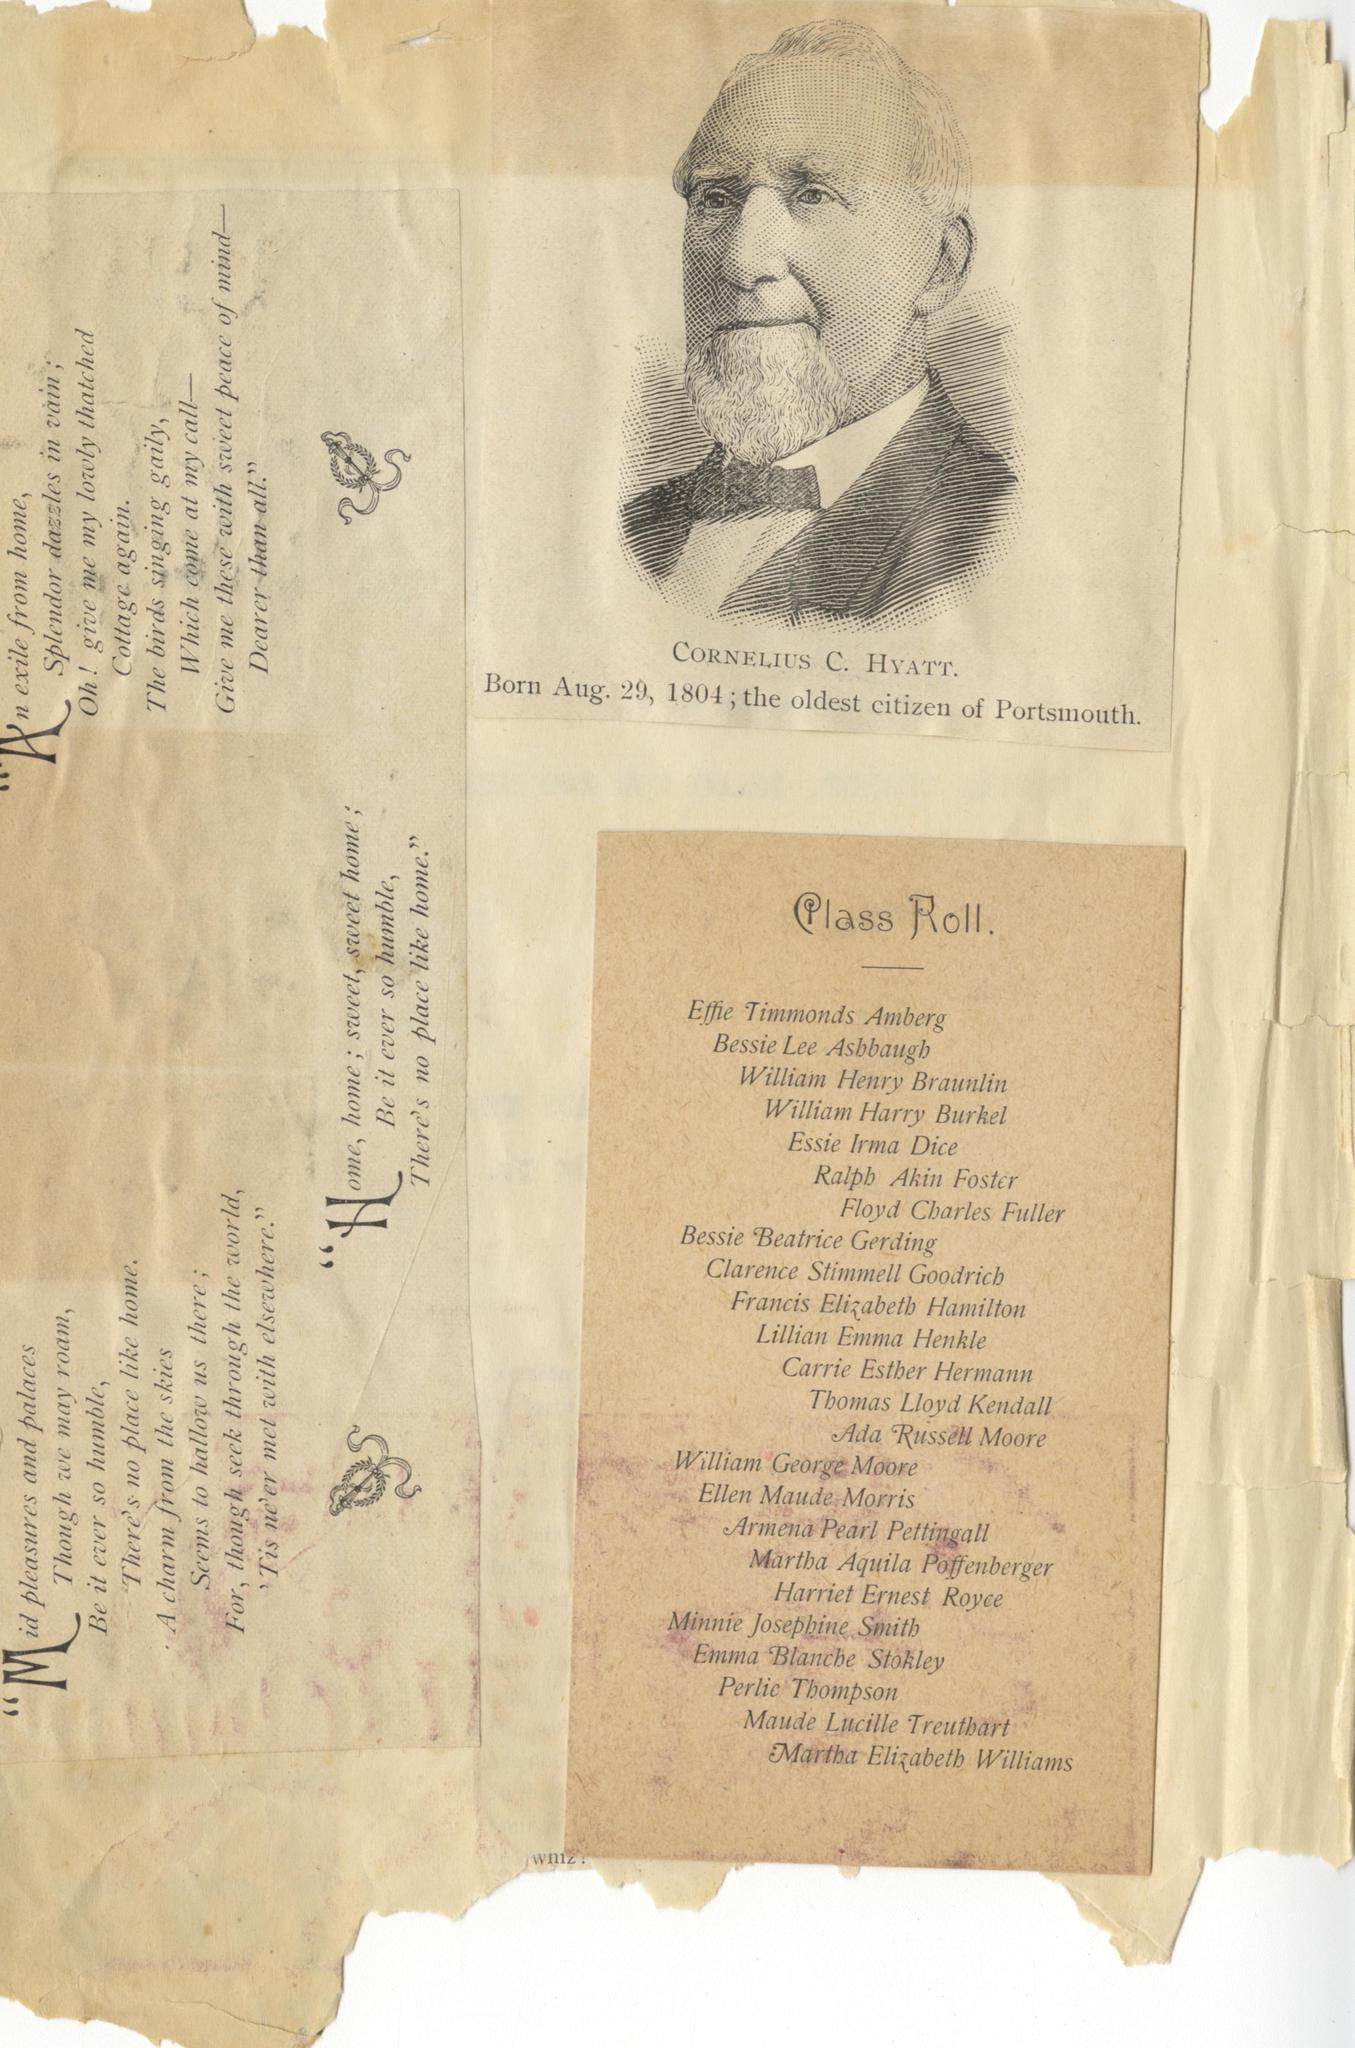 "Mid pleasures and palaces
Though we may roam,
Be it ever so humble,
There's no place like home.
A charm from the skies
Seems to hallow us there;
For, though seek through the world,
'Tis ne'er met with elsewhere."
"An exile from home,
Splendor dazzles in vain;
Oh! give me my lowly thatched
Cottage again.
The birds singing gaily,
Which come at my call—
Give me these with sweet peace of mind—
Dearer than all."
"Home, home; sweet, sweet home;
Be it ever so humble,
There's no place like home."
CORNELIUS C. HYATT.
Born Aug. 29, 1804; the oldest citizen of Portsmouth.
Class Roll.
Effie Timmonds Amberg
Bessie Lee Ashbaugh
William Henry Braunlin
William Harry Burkel
Essie Irma Dice
Ralph Akin Foster
Floyd Charles Fuller
Bessie Beatrice Gerding
Clarence Stimmell Goodrich
Francis Elizabeth Hamilton
Lillian Emma Henkle
Carrie Esther Hermann
Thomas Lloyd Kendall
Ada Russell Moore
William George Moore
Ellen Maude Morris
Armena Pearl Pettingall
Martha Aquila Poffenberger
Harriet Ernest Royce
Minnie Josephine Smith
Emma Blanche Stokley
Perlie Thompson
Maude Lucille Treuthart
Martha Elizabeth Williams
whiz!